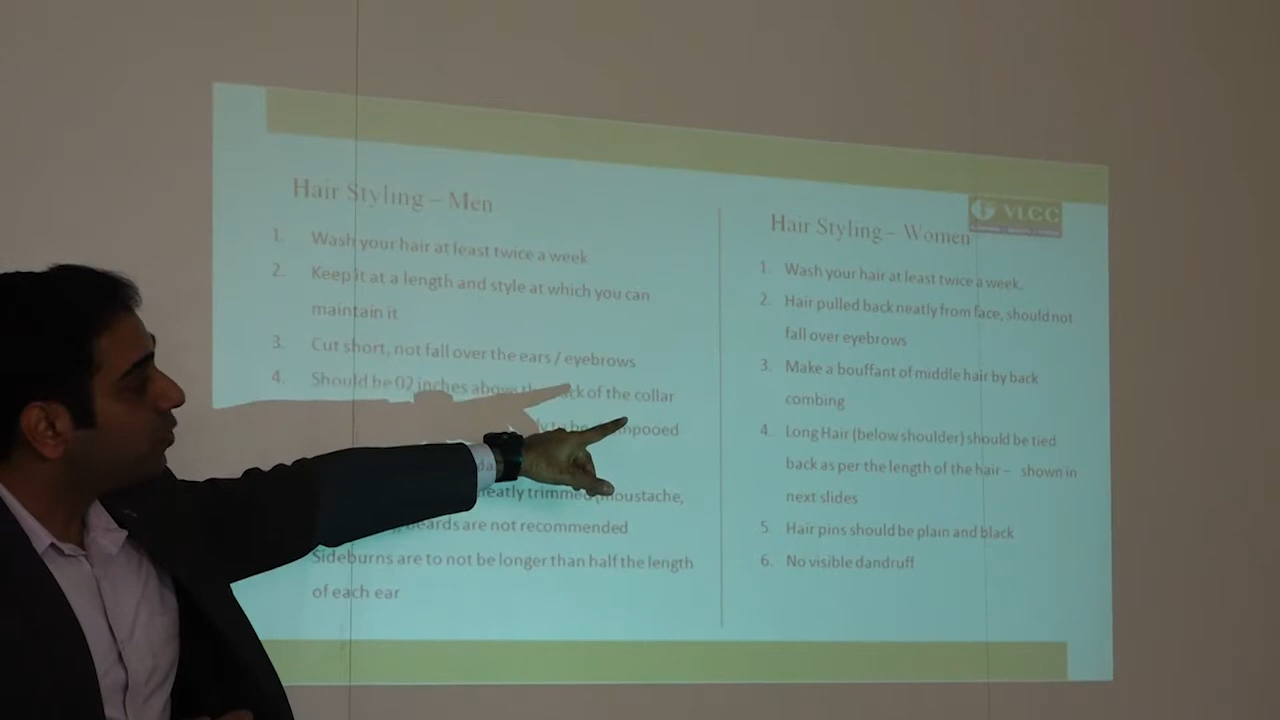 Hair Styling – Men
1. Wash your hair at least twice a week
2. Keep it at a length and style at which you can
maintain it
3. Cut short, not fall over the ears / eyebrows
4. Should be 02 inches above the back of the collar
to be
neatly trimmed moustache,
beards are not recommended
Sideburns are to not be longer than half the length
of each ear
VLCC
Hair Styling – Women
1. Wash your hair at least twice a week.
2. Hair pulled back neatly from face, should not
fall over eyebrows
3. Make a bouffant of middle hair by back
combing
4. Long Hair (below shoulder) should be tied
back as per the length of the hair – shown in
next slides
5. Hair pins should be plain and black
6. No visible dandruff